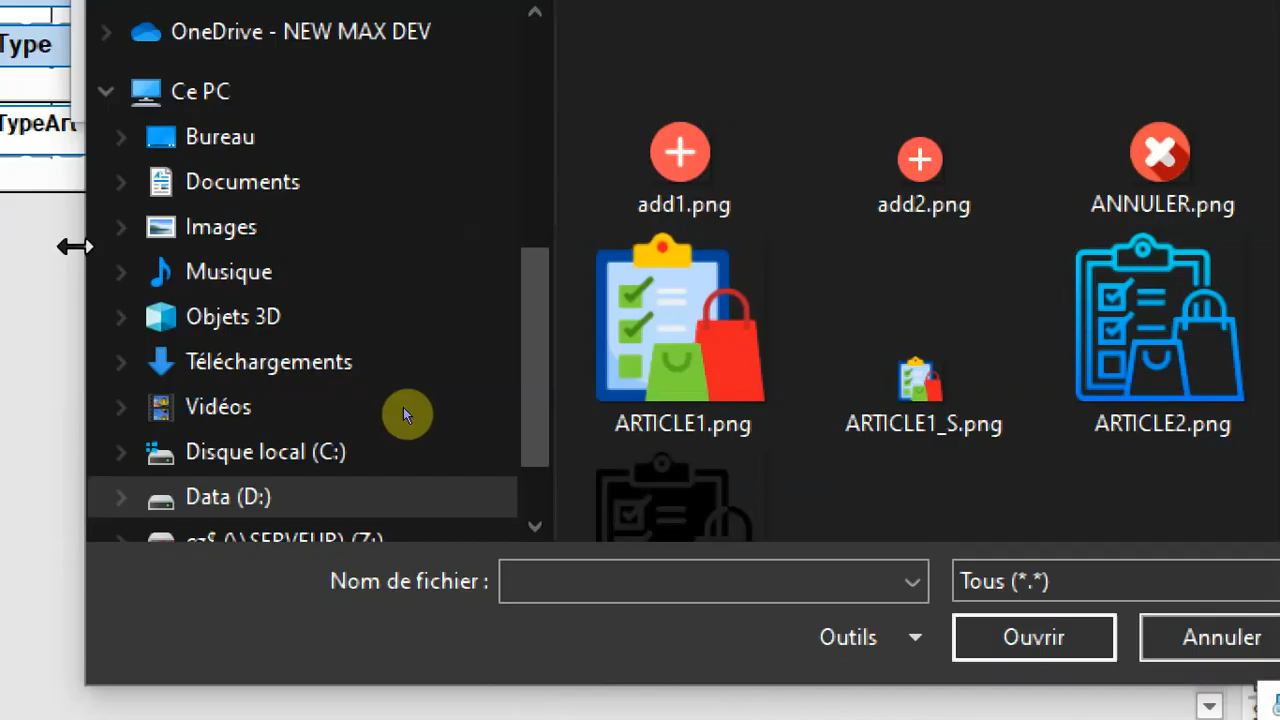 Type
TypeArt
OneDrive - NEW MAX DEV
Ce PC
Bureau
Documents
Images
Musique
Objets 3D
Téléchargements
Vidéos
Disque local (C:)
Data (D:)
add1.png
add2.png
ANNULER.png
ARTICLE1.png
ARTICLE1_S.png
ARTICLE2.png
Nom de fichier :
Tous (*.*)
Outils
Ouvrir
Annuler